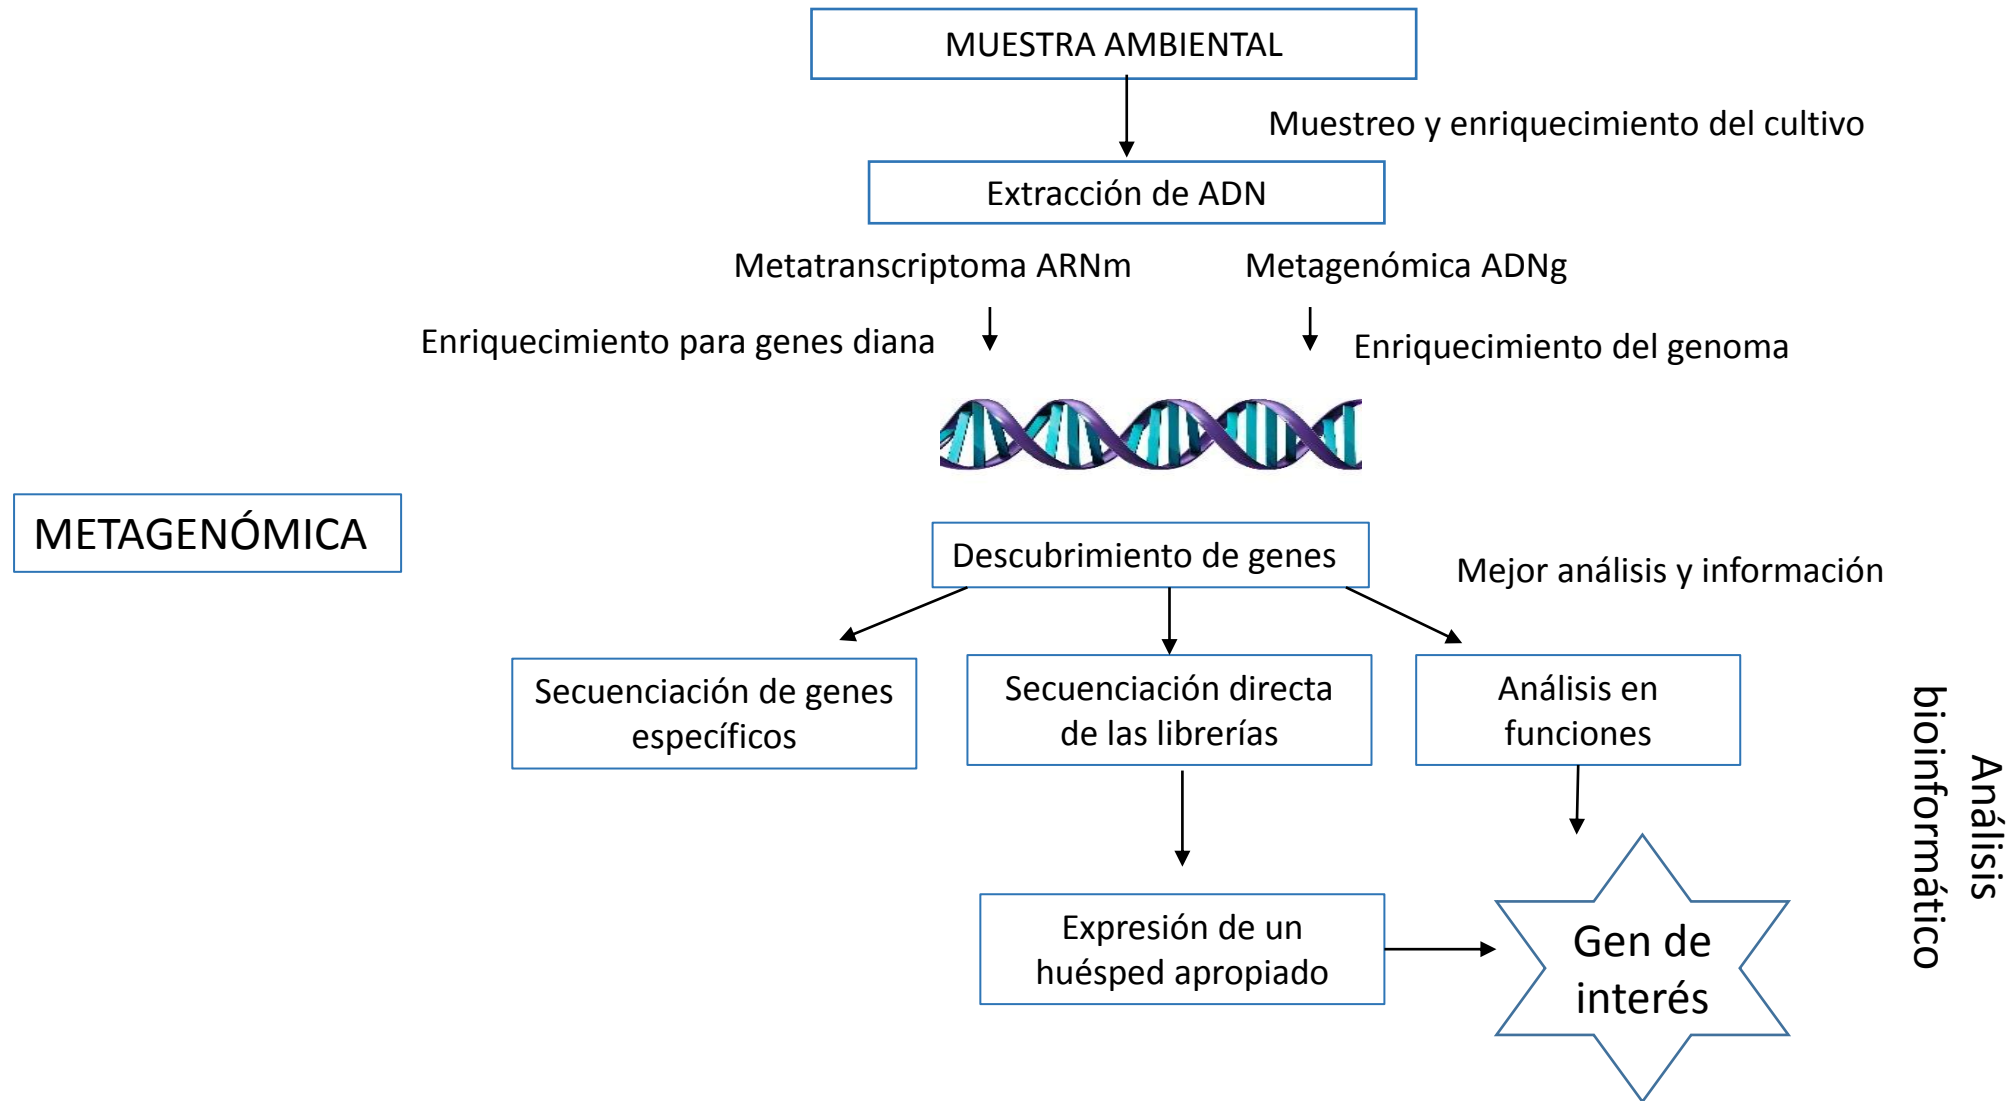 MUESTRA AMBIENTAL
Muestreo y enriquecimiento del cultivo
Extracción de ADN
Metatranscriptoma ARNm
Metagenómica ADNg
Enriquecimiento para genes diana
Enriquecimiento del genoma
METAGENÓMICA
Descubrimiento de genes
Mejor análisis y información
Secuenciación de genes
específicos
Secuenciación directa
de las librerías
Análisis en
funciones
Análisis
bioinformático
Expresión de un
huésped apropiado
Gen de
interés